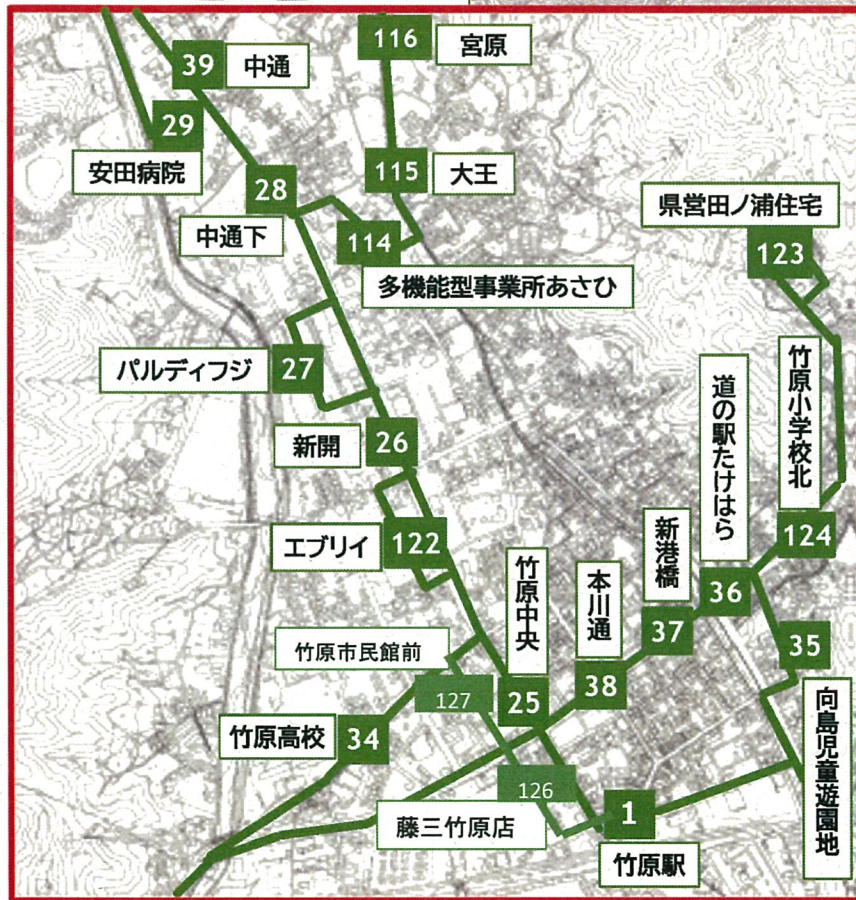 116
宮原
39
中通
29
安田病院
115
大王
28
中通下
114
多機能型事業所あさひ
県営田ノ浦住宅
123
パルディフジ
27
新開
26
エブリイ
122
竹原小学校北
124
道の駅たけはら
36
新港橋
37
本川通
38
竹原中央
25
35
向島児童遊園地
竹原市民館前
127
竹原高校
34
126
藤三竹原店
1
竹原駅